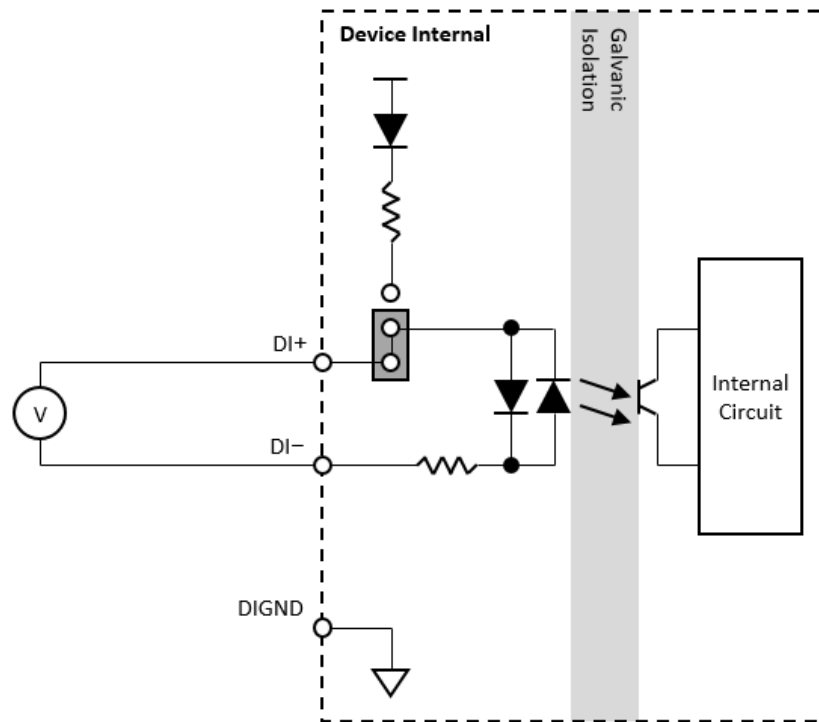 Device Internal
Galvanic
Isolation
DI+
V
DI−
Internal
Circuit
DIGND